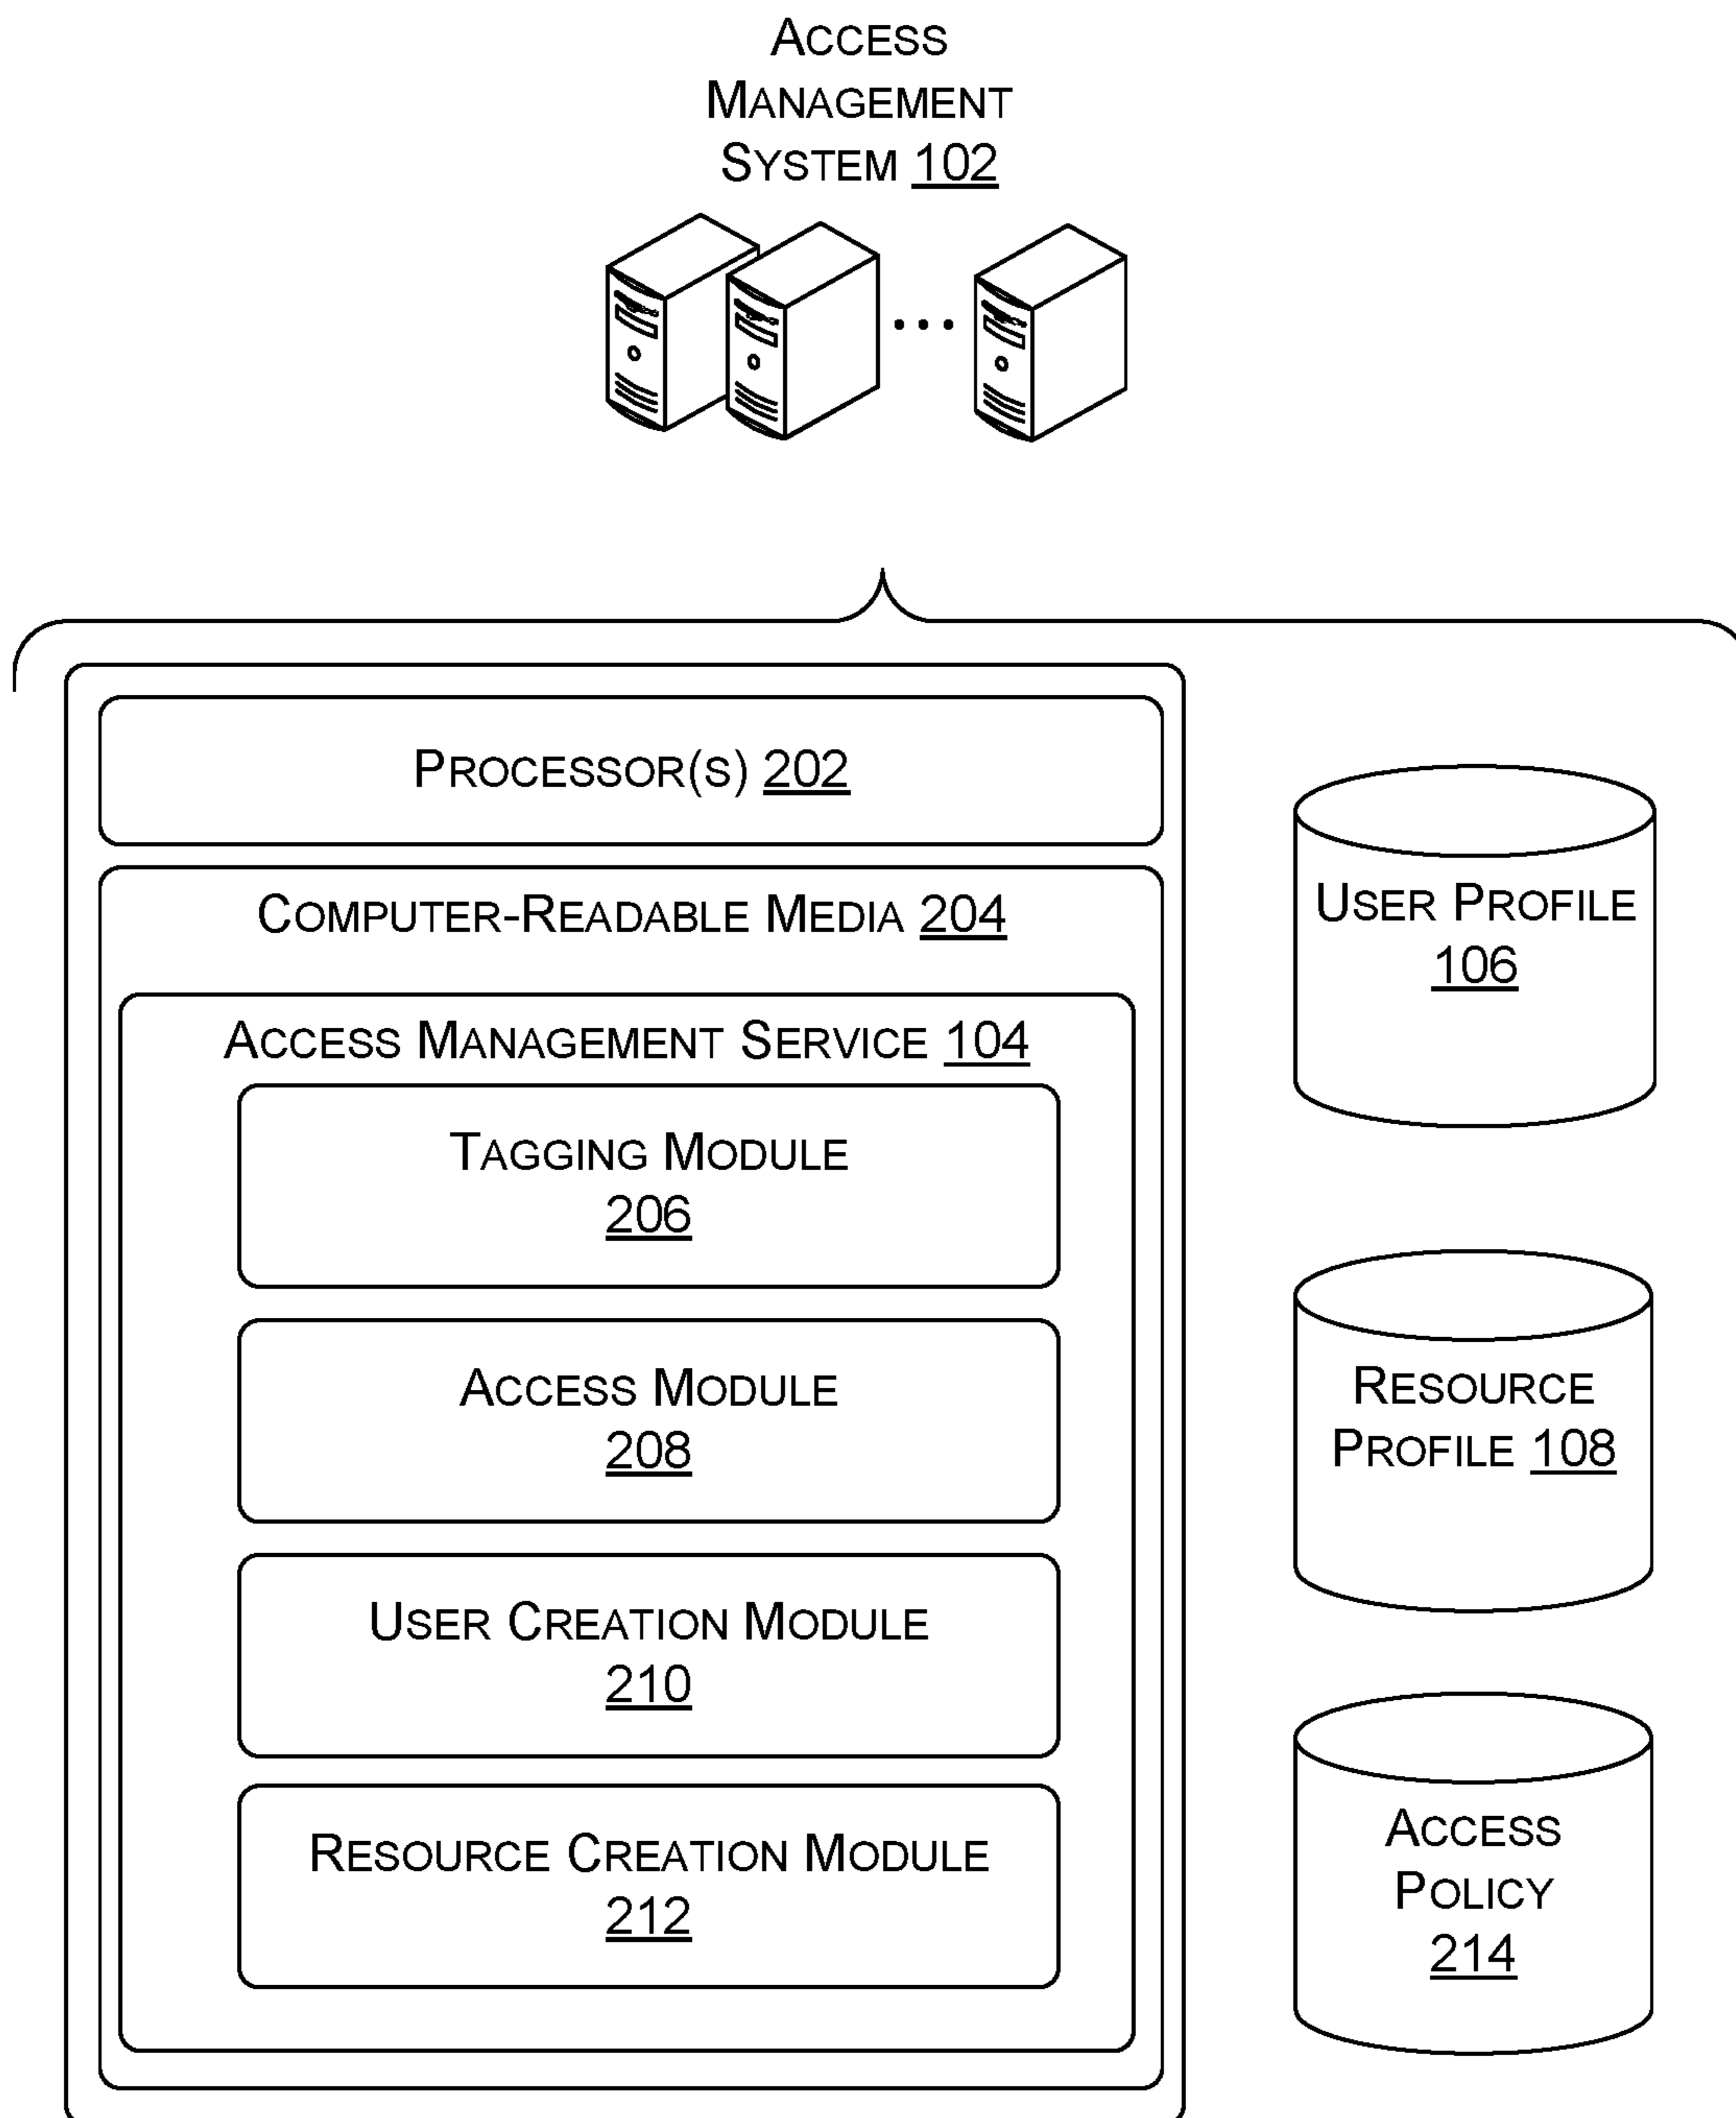 ACCESS
MANAGEMENT
SYSTEM 102
PROCESSOR(S) 202
COMPUTER-READABLE MEDIA 204
ACCESS MANAGEMENT SERVICE 104
TAGGING MODULE
206
ACCESS MODULE
208
USER CREATION MODULE
210
RESOURCE CREATION MODULE
212
USER PROFILE
106
RESOURCE
PROFILE 108
ACCESS
POLICY
214